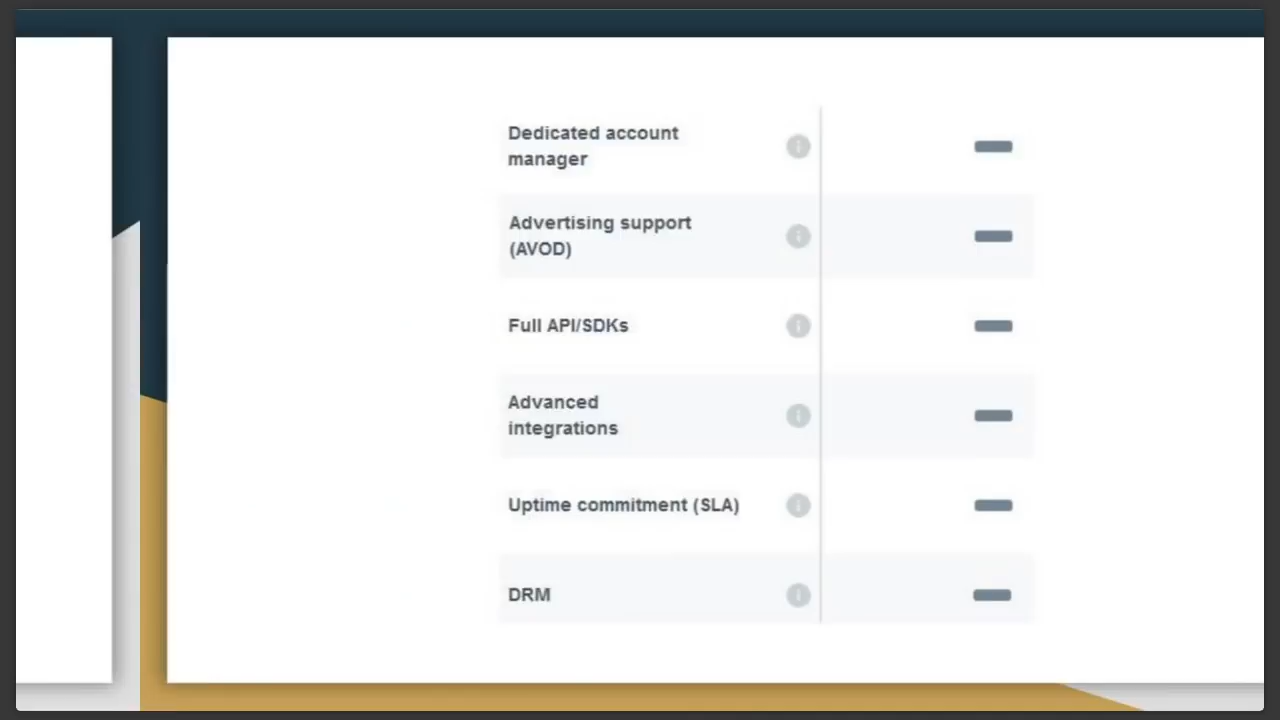 Dedicated account
manager
Advertising support
(AVOD)
Full API/SDKs
Advanced
integrations
Uptime commitment (SLA)
DRM